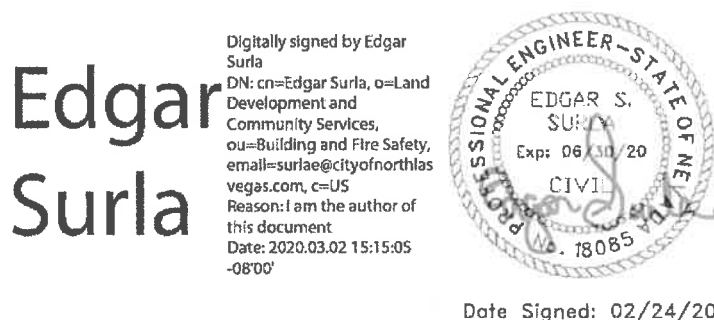 Edgar
Surla
Digitally signed by Edgar
Surla
DN: cn=Edgar Surla, o=Land
Development and
Community Services,
ou=Building and Fire Safety,
email=surlae@cityofnorthlas
vegas.com, c=US
Reason: I am the author of
this document
Date: 2020.03.02 15:15:05
-08'00'
PROFESSIONAL ENGINEER-STATE OF NEVADA
EDGAR S.
SURLA
Exp: 06/30/20
CIVIL
No. 18085
Date Signed: 02/24/20